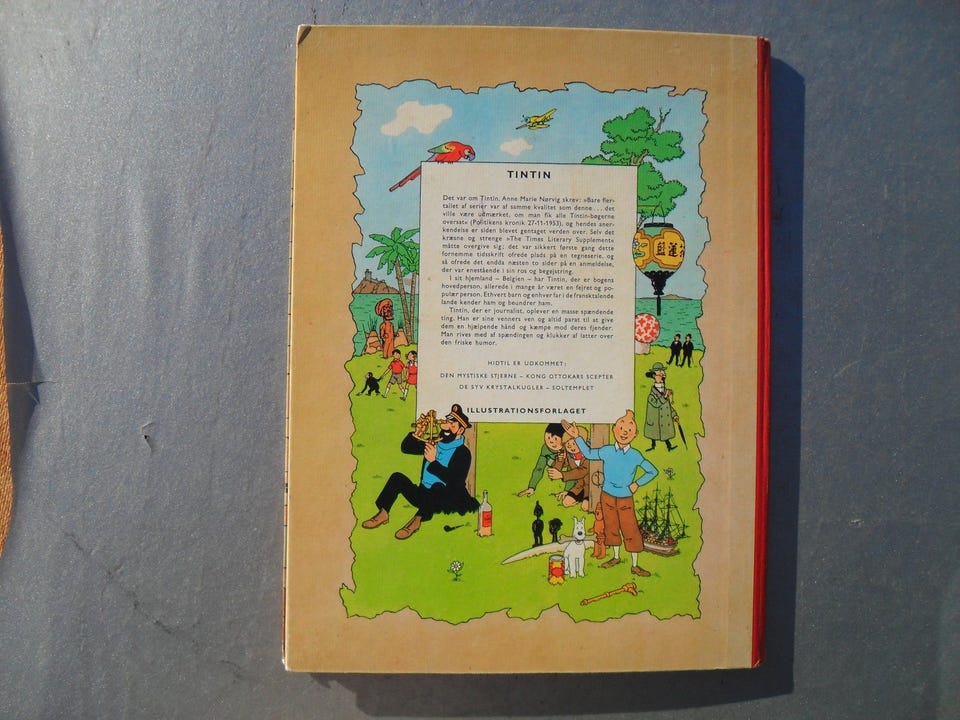 TINTIN
Det var om Tintin, Anne Marie Nørvig skrev: »Bare fler-
tallet af serier var af samme kvalitet som denne . . . det
ville være udmærket, om man fik alle Tintin-bøgerne
oversat« (Politikens kronik 27-11-1953), og hendes aner-
kendelse er siden blevet gentaget verden over. Selv det
kræsne og strenge »The Times Literary Supplement«
måtte overgive sig; det var sikkert første gang dette
fornemme tidsskrift ofrede plads på en tegneserie, og
så ofrede det endda næsten to sider på en anmeldelse,
der var enestående i sin ros og begejstring.
I sit hjemland – Belgien – har Tintin, der er bogens
hovedperson, allerede i mange år været en fejret og po-
pulær person. Ethvert barn og enhver far i de fransktalende
lande kender ham og beundrer ham.
Tintin, der er journalist, oplever en masse spændende
ting. Han er sine venners ven og altid parat til at give
dem en hjælpende hånd og kæmpe mod deres fjender.
Man rives med af spændingen og klukker af latter over
den friske humor.
HIDTIL ER UDKOMMET:
DEN MYSTISKE STJERNE – KONG OTTOKARS SCEPTER
DE SYV KRYSTALKUGLER – SOLTEMPLET
ILLUSTRATIONSFORLAGET